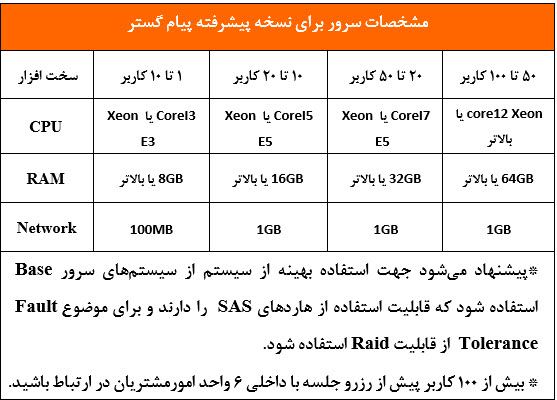 مشخصات سرور برای نسخه پیشرفته پیام گستر
سخت افزار	۱ تا ۱۰ کاربر	۱۰ تا ۲۰ کاربر	۲۰ تا ۵۰ کاربر	۵۰ تا ۱۰۰ کاربر
CPU	CoreI3 یا Xeon E3	CoreI5 یا Xeon E5	CoreI7 یا Xeon E5	core12 Xeon یا بالاتر
RAM	8GB یا بالاتر	16GB یا بالاتر	32GB یا بالاتر	64GB یا بالاتر
Network	100MB	1GB	1GB	1GB
*پیشنهاد می‌شود جهت استفاده بهینه از سیستم از سیستم‌های سرور Base
استفاده شود که قابلیت استفاده از هاردهای SAS را دارند و برای موضوع Fault
Tolerance از قابلیت Raid استفاده شود.
* بیش از ۱۰۰ کاربر پیش از رزرو جلسه با داخلی ۶ واحد امورمشتریان در ارتباط باشید.